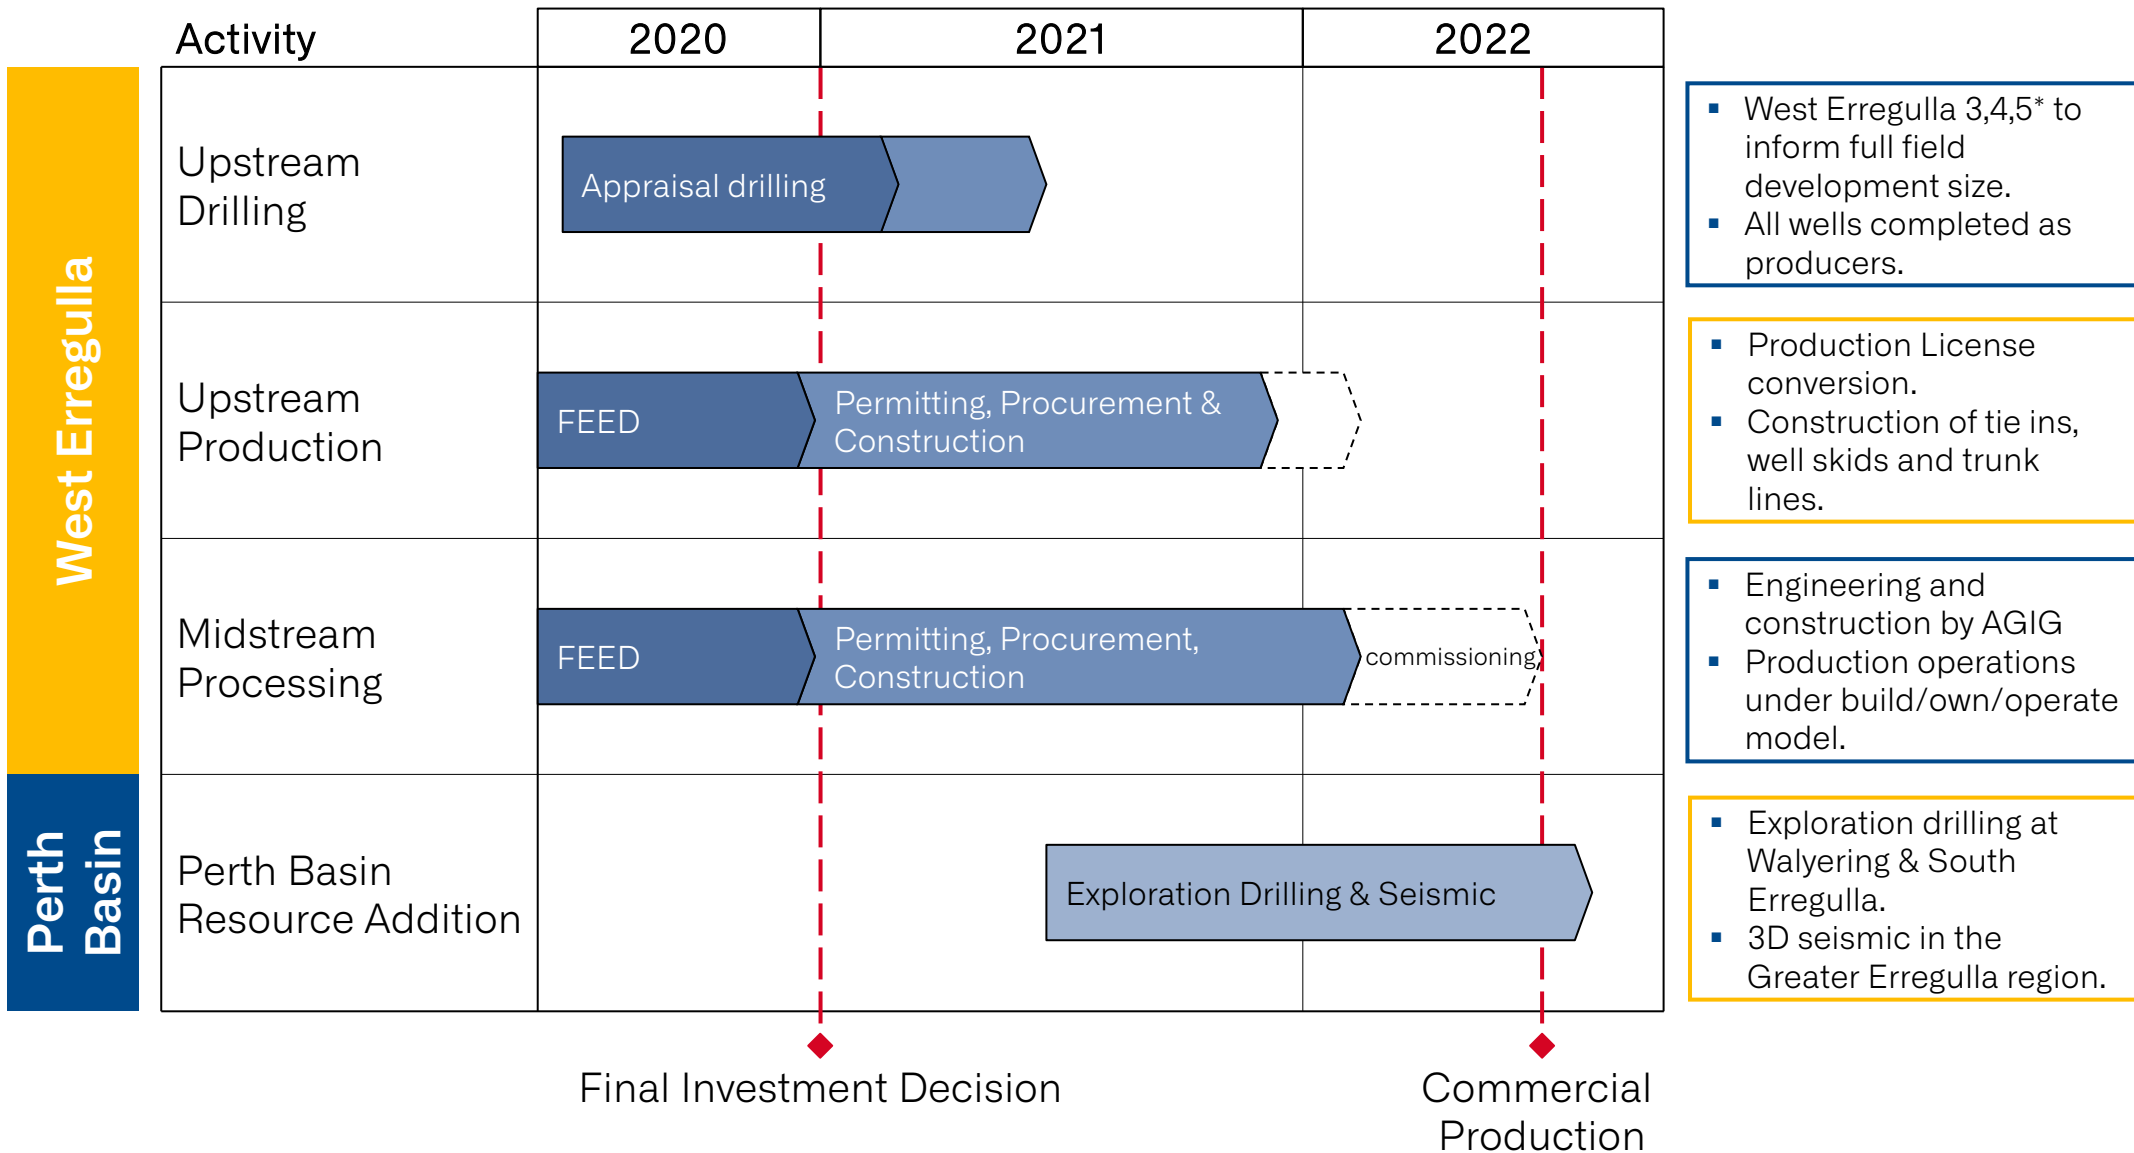 Activity
2020
2021
2022
West Erregulla
Upstream
Drilling
Appraisal drilling
▪ West Erregulla 3,4,5* to
inform full field
development size.
▪ All wells completed as
producers.
Upstream
Production
FEED
Permitting, Procurement &
Construction
▪ Production License
conversion.
▪ Construction of tie ins,
well skids and trunk
lines.
Midstream
Processing
FEED
Permitting, Procurement,
Construction
commissioning
▪ Engineering and
construction by AGIG
▪ Production operations
under build/own/operate
model.
Perth
Basin
Perth Basin
Resource Addition
Exploration Drilling & Seismic
▪ Exploration drilling at
Walyering & South
Erregulla.
▪ 3D seismic in the
Greater Erregulla region.
Final Investment Decision
Commercial
Production